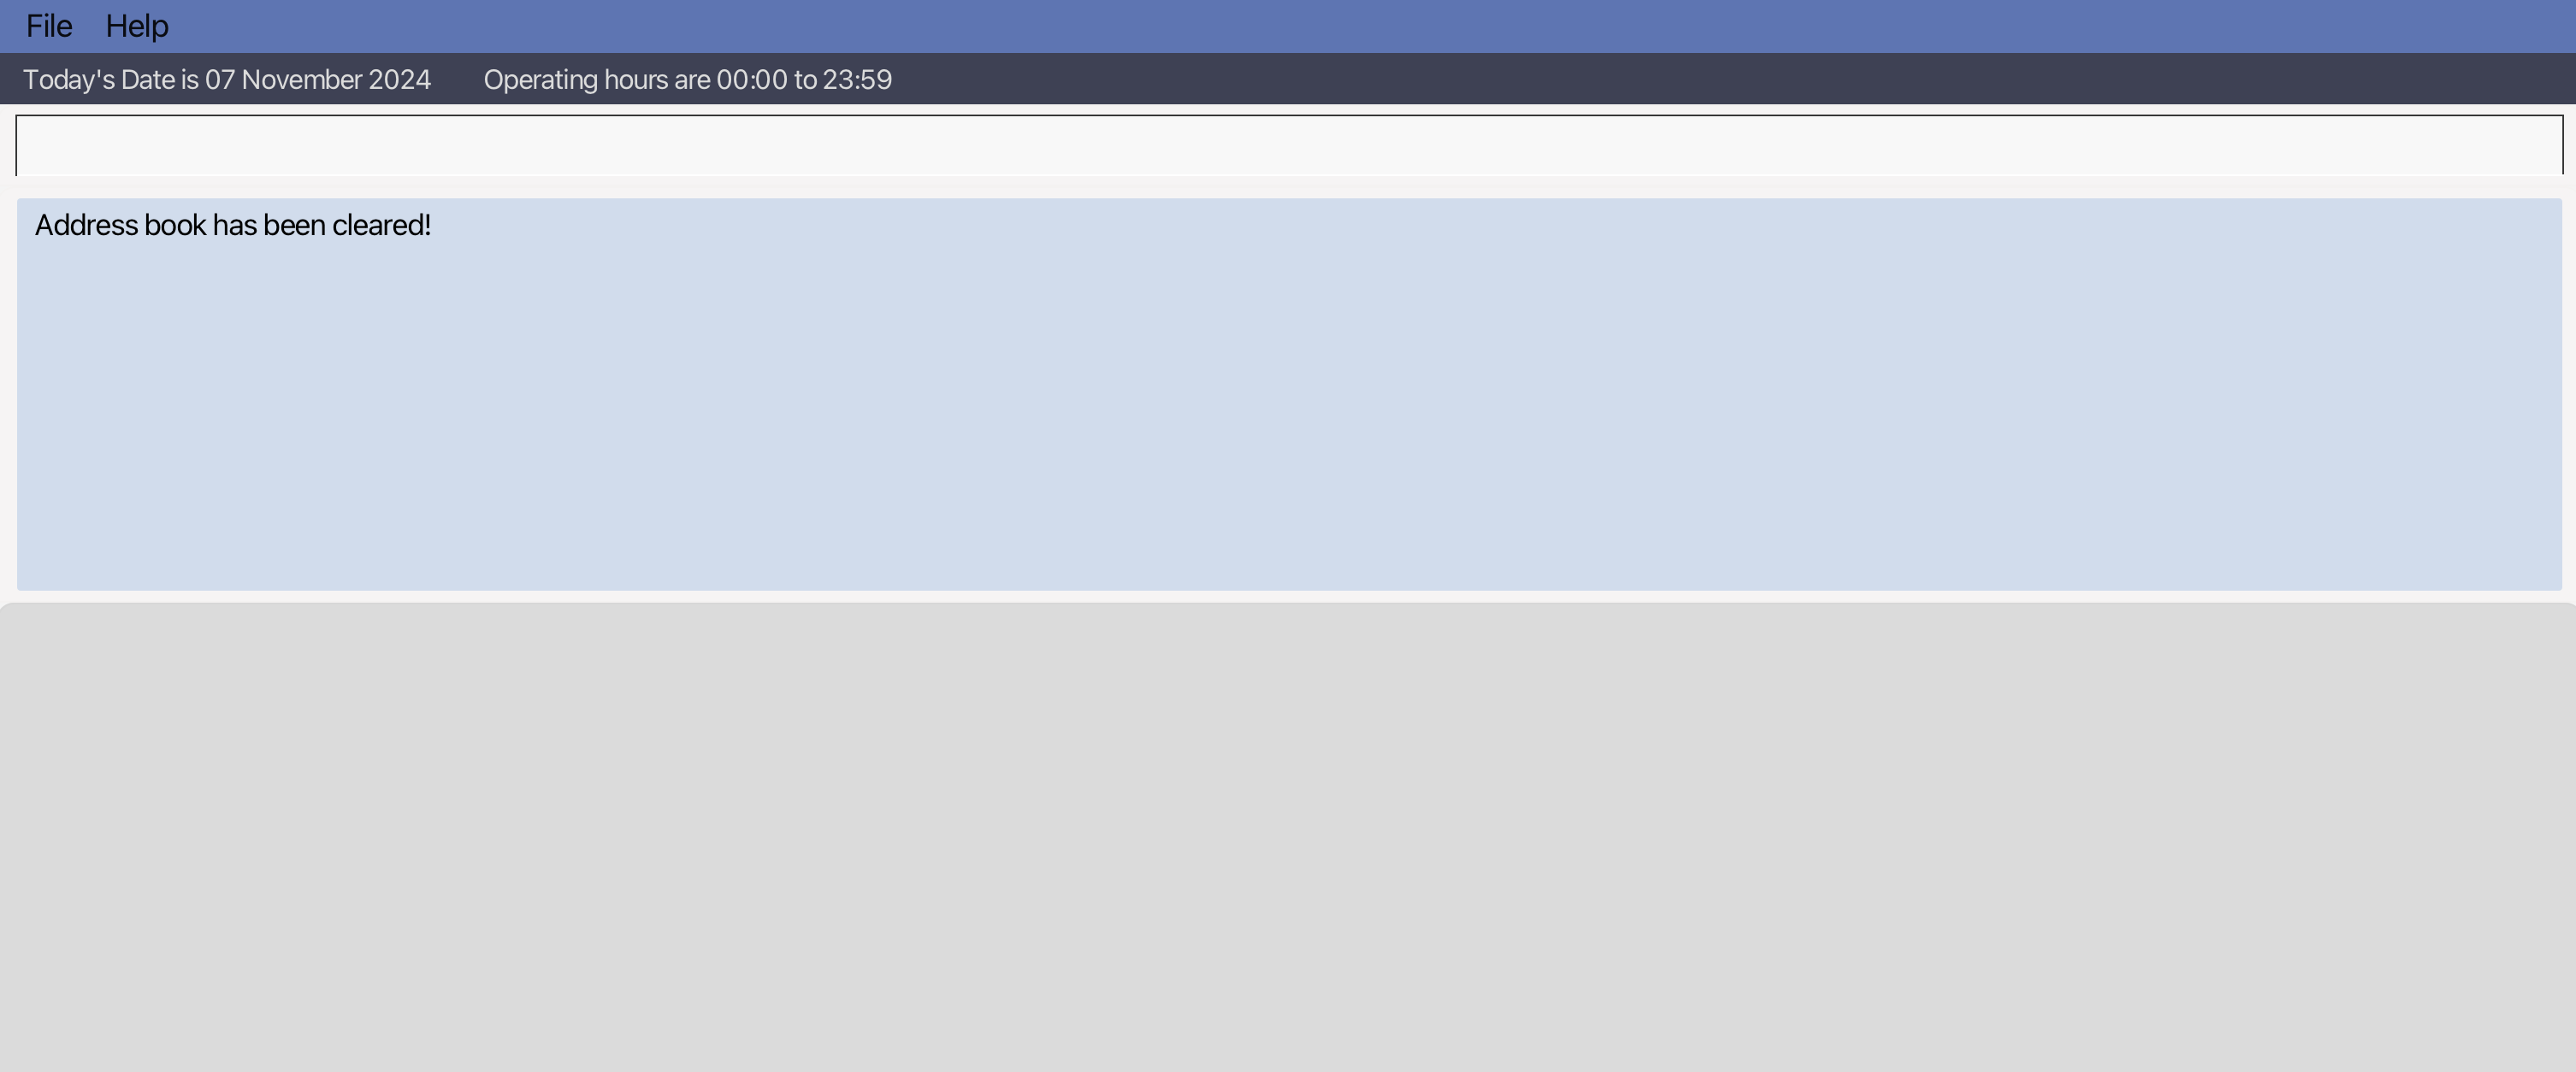 File Help
Today's Date is 07 November 2024 Operating hours are 00:00 to 23:59
Address book has been cleared!